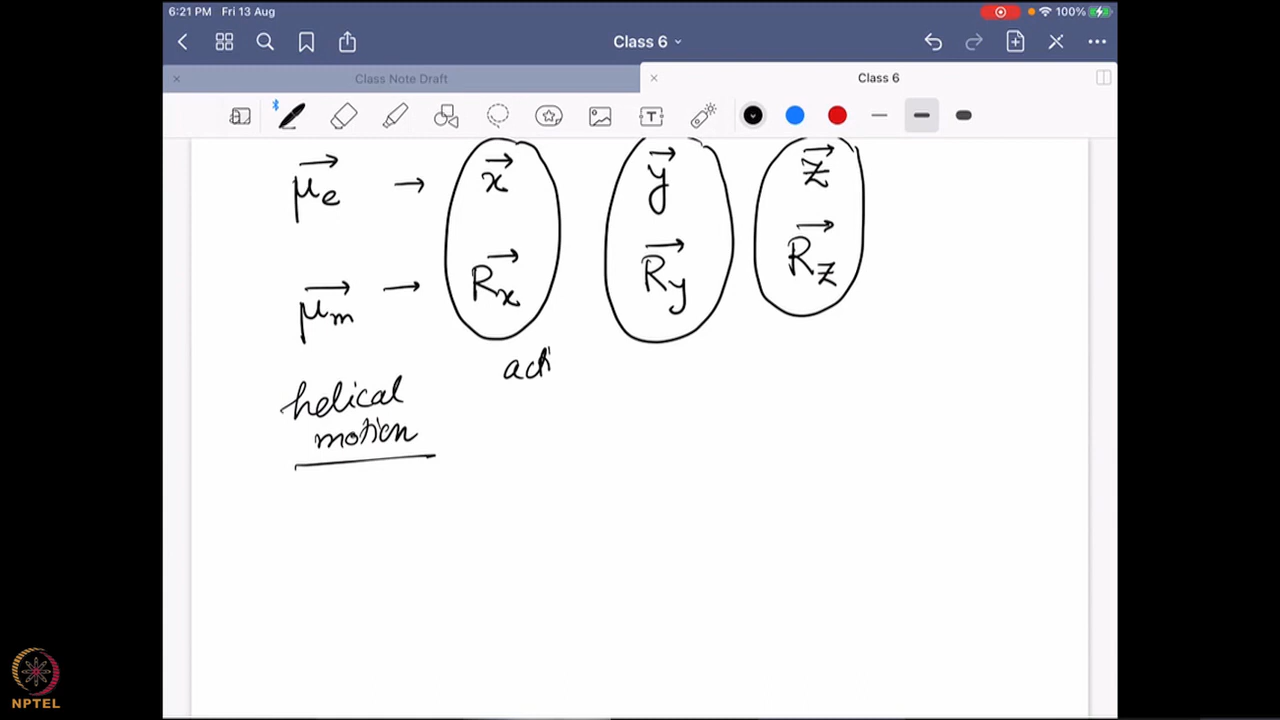 6:21 PM Fri 13 Aug 100%
Class 6
Class Note Draft Class 6
T
μe → x y z
μm → Rx Ry Rz
acti
helical
motion
NPTEL